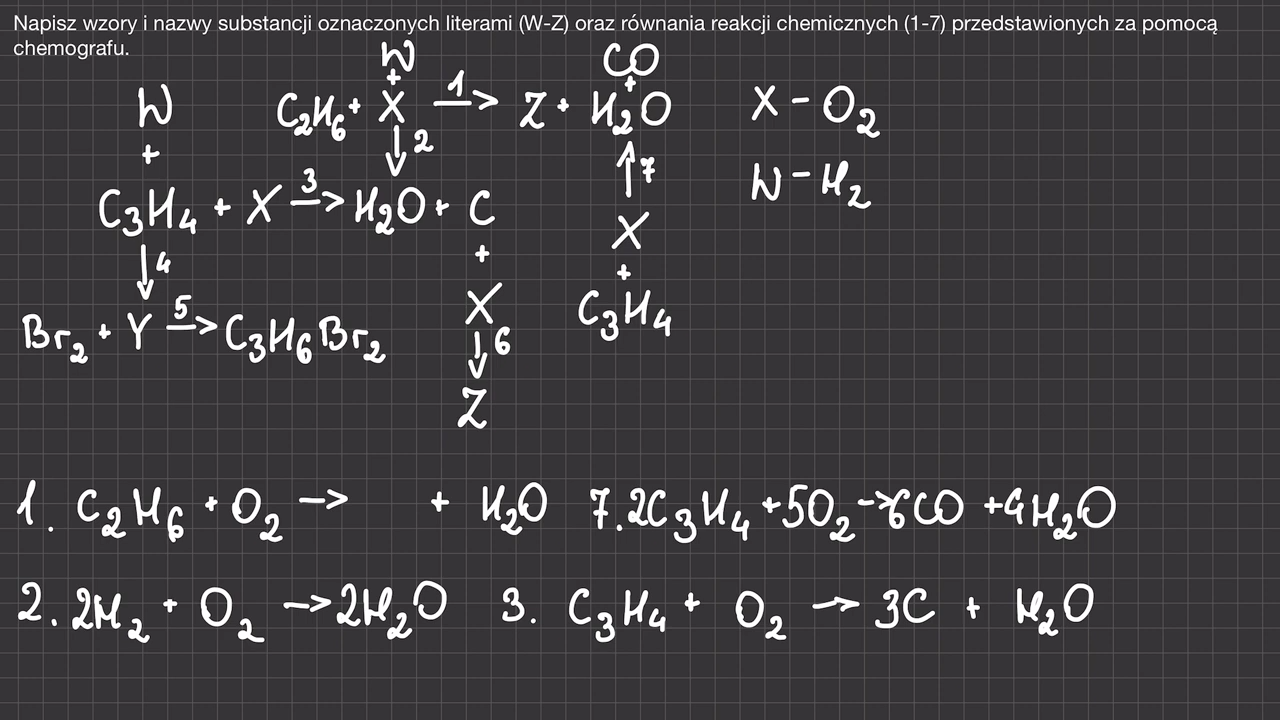 Napisz wzory i nazwy substancji oznaczonych literami (W-Z) oraz równania reakcji chemicznych (1-7) przedstawionych za pomocą
chemografu.
W CO
+ +
W C₂H₆ + X 1→ Z + H₂O X - O₂
+ ↓2 ↑7 W - H₂
C₃H₄ + X 3→ H₂O + C X
↓4 + +
Br₂ + Y 5→ C₃H₆Br₂ X C₃H₄
↓6
Z
1. C₂H₆ + O₂ → + H₂O 7. 2C₃H₄ + 5O₂ → 6CO + 4H₂O
2. 2H₂ + O₂ → 2H₂O 3. C₃H₄ + O₂ → 3C + H₂O